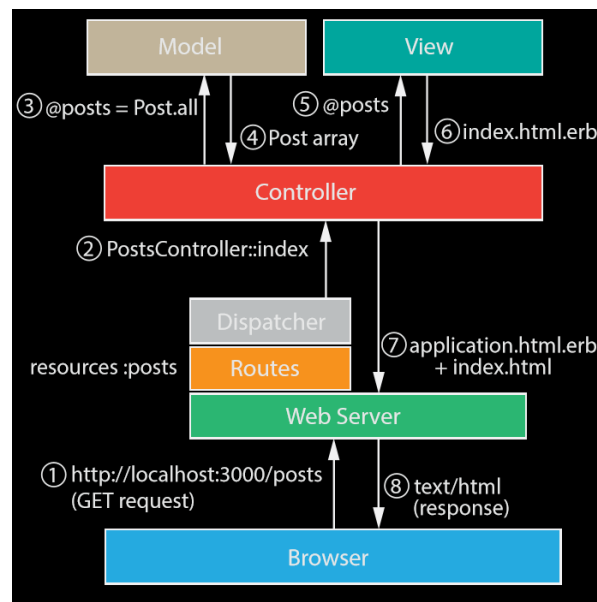 Model
View
③ @posts = Post.all
⑤ @posts
④ Post array
⑥ index.html.erb
Controller
② PostsController::index
Dispatcher
⑦ application.html.erb
+ index.html
resources :posts
Routes
Web Server
① http://localhost:3000/posts
(GET request)
⑧ text/html
(response)
Browser